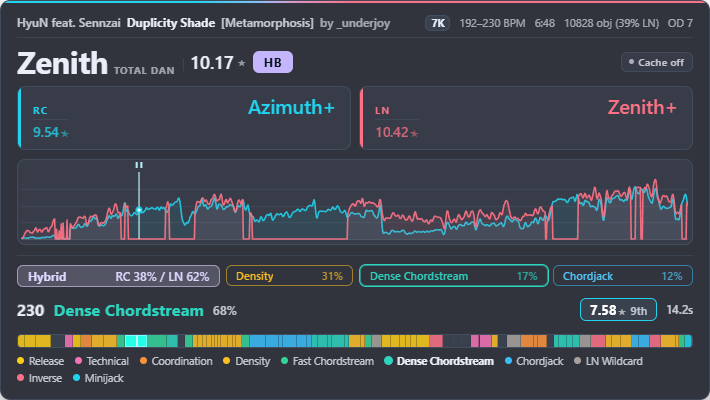 HyuN feat. Sennzai Duplicity Shade [Metamorphosis] by _underjoy 7K 192–230 BPM 6:48 10828 obj (39% LN) OD 7
Zenith TOTAL DAN 10.17 ★ HB Cache off
RC Azimuth+
9.54 ★
LN Zenith+
10.42 ★
Hybrid RC 38% / LN 62% Density 31% Dense Chordstream 17% Chordjack 12%
230 Dense Chordstream 68% 7.58 ★ 9th 14.2s
Release Technical Coordination Density Fast Chordstream Dense Chordstream Chordjack LN Wildcard
Inverse Minijack